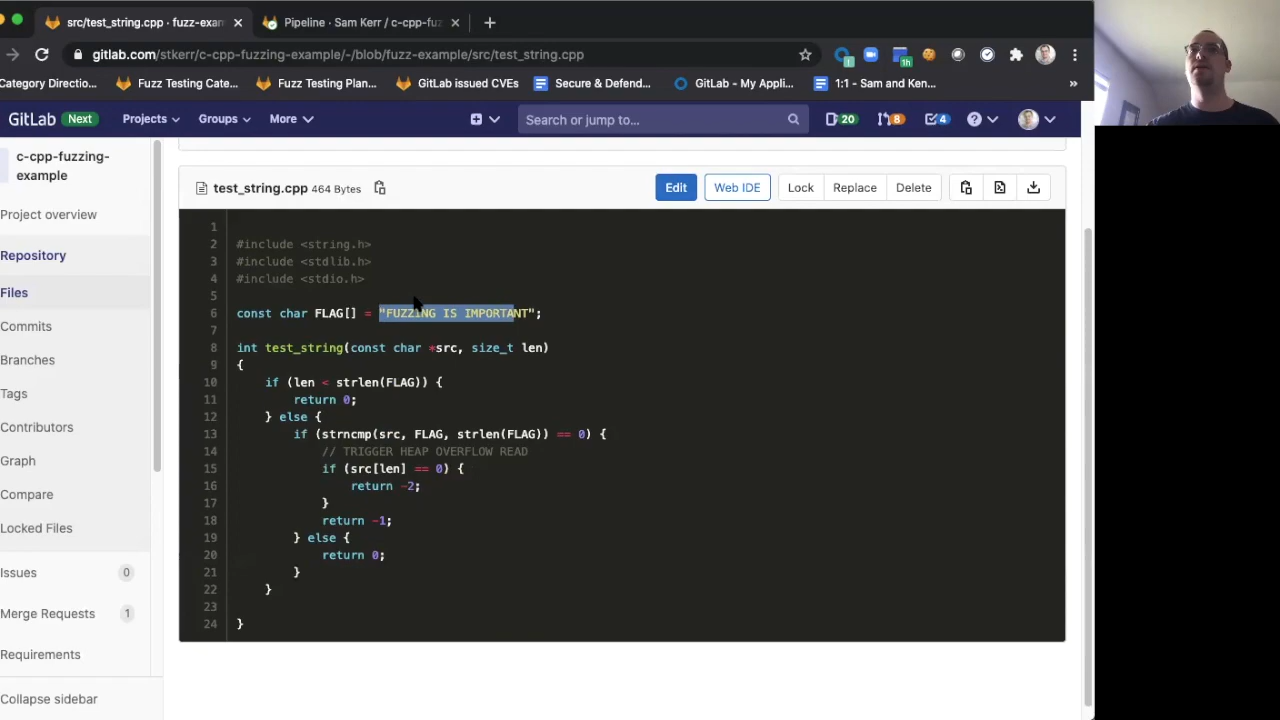 src/test_string.cpp · fuzz-exam
Pipeline · Sam Kerr / c-cpp-fuz
gitlab.com/stkerr/c-cpp-fuzzing-example/-/blob/fuzz-example/src/test_string.cpp
1
1h
Category Directio...
Fuzz Testing Cate...
Fuzz Testing Plan...
GitLab issued CVEs
Secure & Defend...
GitLab - My Appli...
1:1 - Sam and Ken...
»
GitLab Next
Projects
Groups
More
Search or jump to...
20
8
4
c-cpp-fuzzing-
example
Project overview
Repository
Files
Commits
Branches
Tags
Contributors
Graph
Compare
Locked Files
Issues 0
Merge Requests 1
Requirements
Collapse sidebar
test_string.cpp 464 Bytes
Edit
Web IDE
Lock
Replace
Delete
1
2 #include <string.h>
3 #include <stdlib.h>
4 #include <stdio.h>
5
6 const char FLAG[] = "FUZZING IS IMPORTANT";
7
8 int test_string(const char *src, size_t len)
9 {
10 if (len < strlen(FLAG)) {
11 return 0;
12 } else {
13 if (strncmp(src, FLAG, strlen(FLAG)) == 0) {
14 // TRIGGER HEAP OVERFLOW READ
15 if (src[len] == 0) {
16 return -2;
17 }
18 return -1;
19 } else {
20 return 0;
21 }
22 }
23
24 }